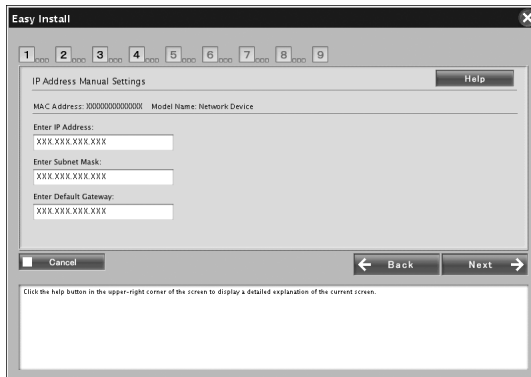 Easy Install
1 2 3 4 5 6 7 8 9
IP Address Manual Settings
Help
MAC Address: XXXXXXXXXXXXXX Model Name: Network Device
Enter IP Address:
XXX.XXX.XXX.XXX
Enter Subnet Mask:
XXX.XXX.XXX.XXX
Enter Default Gateway:
XXX.XXX.XXX.XXX
Cancel
Back
Next
Click the help button in the upper-right corner of the screen to display a detailed explanation of the current screen.